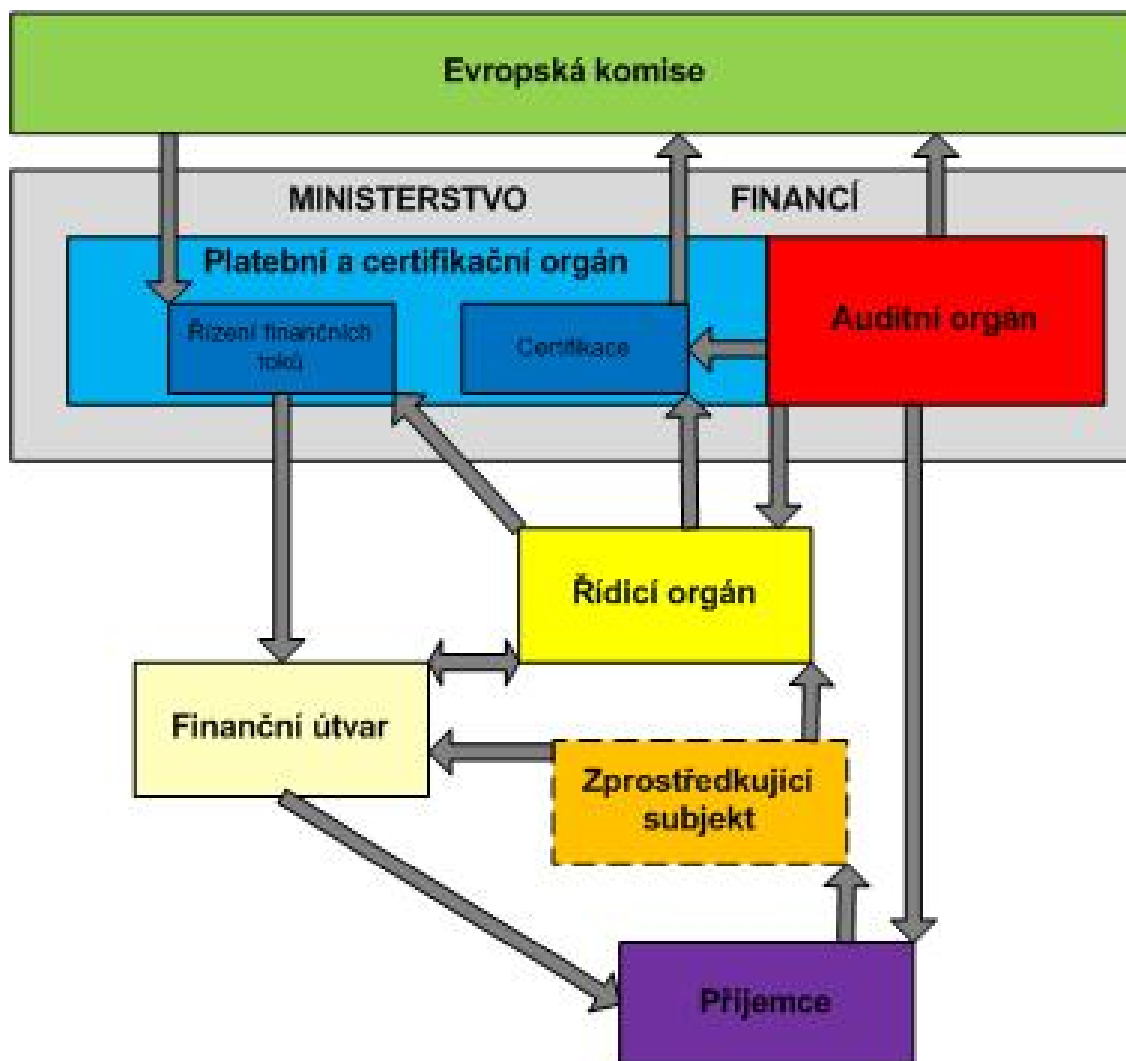 Evropská komise
MINISTERSTVO FINANCÍ
Platební a certifikační orgán
Řízení finančních
toků
Certifikace
Auditní orgán
Řídicí orgán
Finanční útvar
Zprostředkující
subjekt
Příjemce